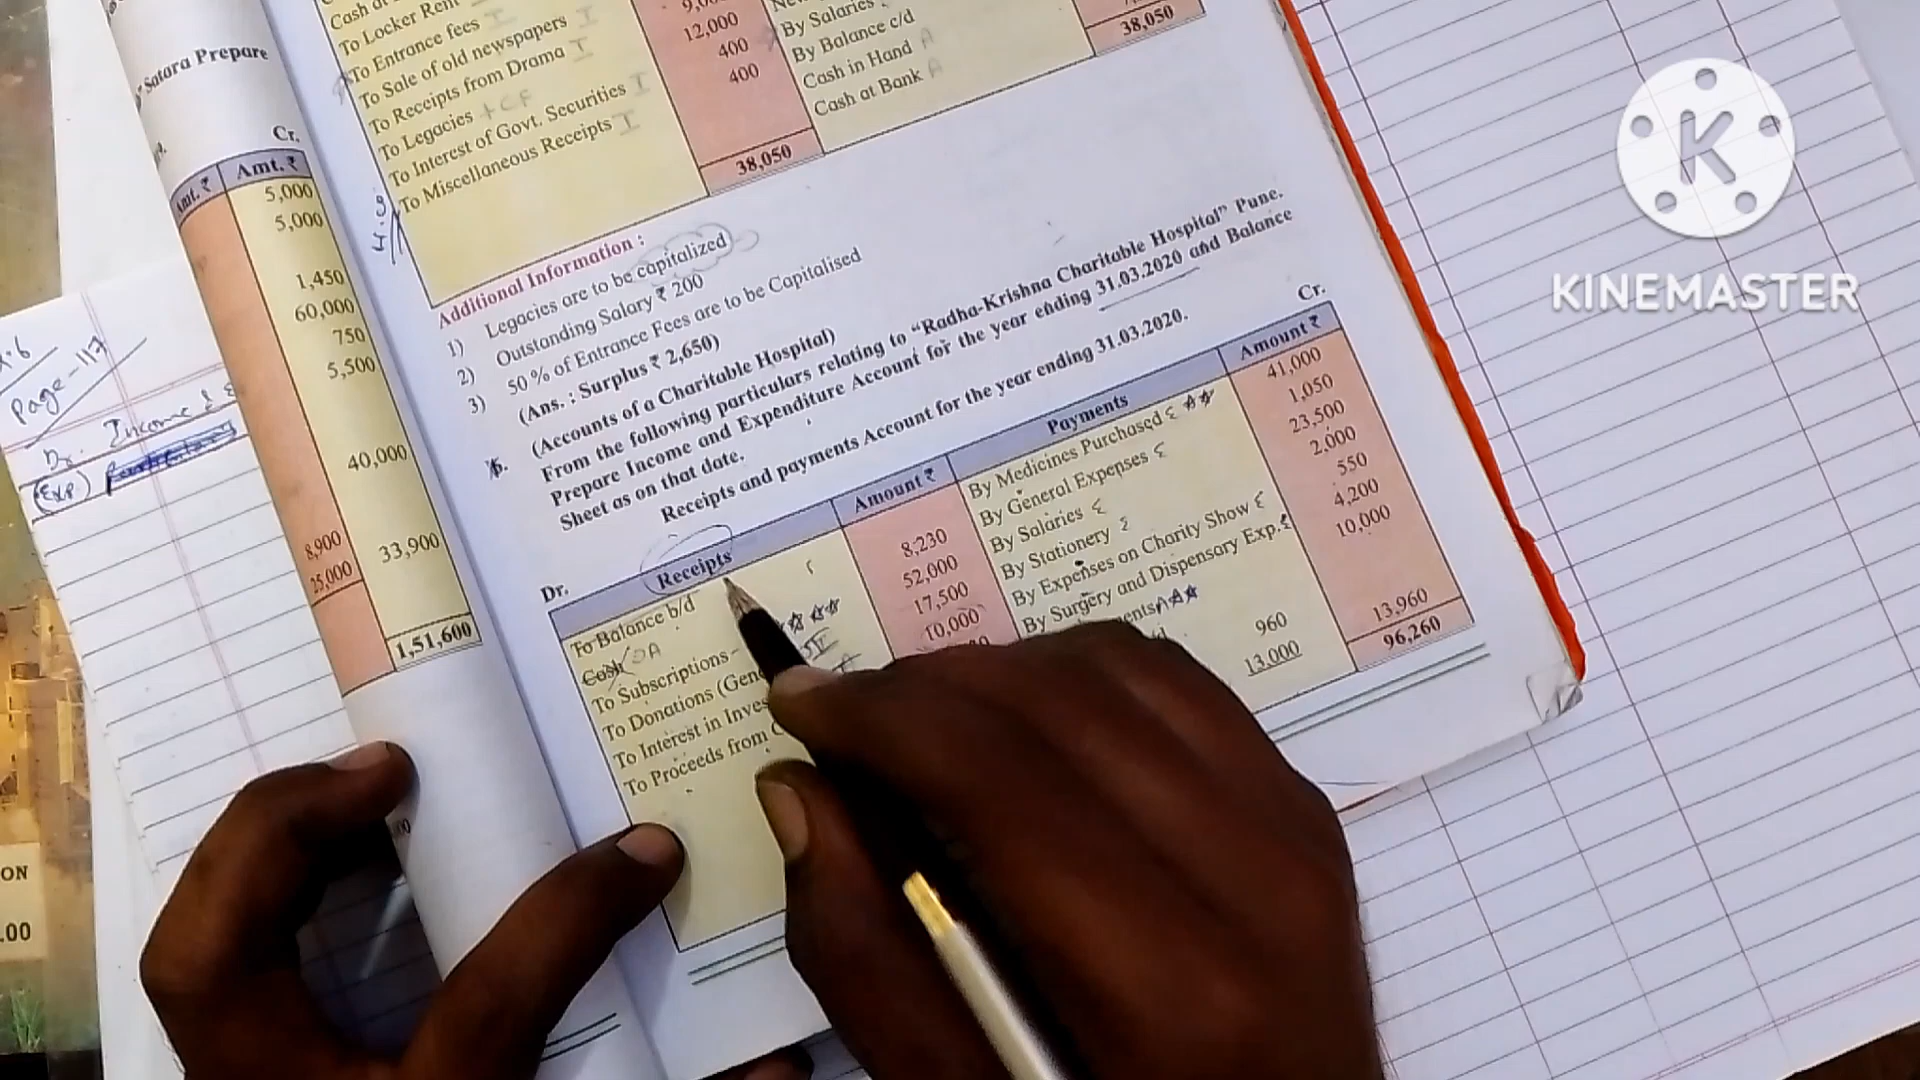 Satara Prepare
Cr.
Amt. ₹ Amt. ₹
5,000
5,000
1,450
60,000
750
5,500
40,000
8,900
25,000 33,900
1,51,600
Page-117
Dr. Income &
(Exp.)
ON
.00
To Locker Rent
To Entrance fees I
To Sale of old newspapers I 12,000
To Receipts from Drama I 400
To Legacies + CF 400
To Interest of Govt. Securities I
To Miscellaneous Receipts I
38,050
By Salaries
By Balance c/d
Cash in Hand A
Cash at Bank A
38,050
Additional Information :
1) Legacies are to be capitalized
2) Outstanding Salary ₹ 200
3) 50 % of Entrance Fees are to be Capitalised
(Ans. : Surplus ₹ 2,650)
(Accounts of a Charitable Hospital)
From the following particulars relating to “Radha-Krishna Charitable Hospital” Pune.
Prepare Income and Expenditure Account for the year ending 31.03.2020 and Balance
Sheet as on that date.
Receipts and payments Account for the year ending 31.03.2020.
Dr. Cr.
Receipts Amount ₹ Payments Amount ₹
To Balance b/d By Medicines Purchased 41,000
Cash 8,230 By General Expenses 1,050
To Subscriptions 52,000 By Salaries 23,500
To Donations 17,500 By Stationery 2,000
To Interest in 10,000 By Expenses on Charity Show 550
To Proceeds from By Surgery and Dispensary Exp. 4,200
10,000
960
13,000 13,960
96,260
KINEMASTER